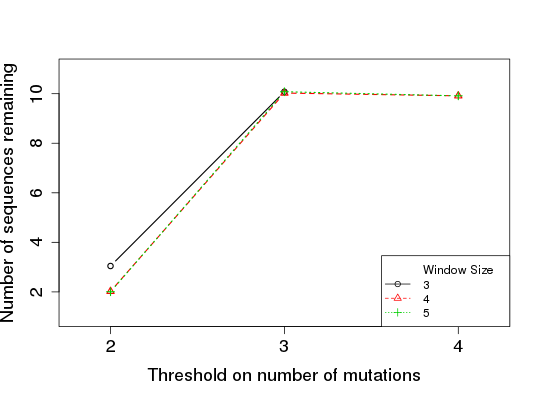 Number of sequences remaining
10
8
6
4
2
2 3 4
Threshold on number of mutations
Window Size
3
4
5